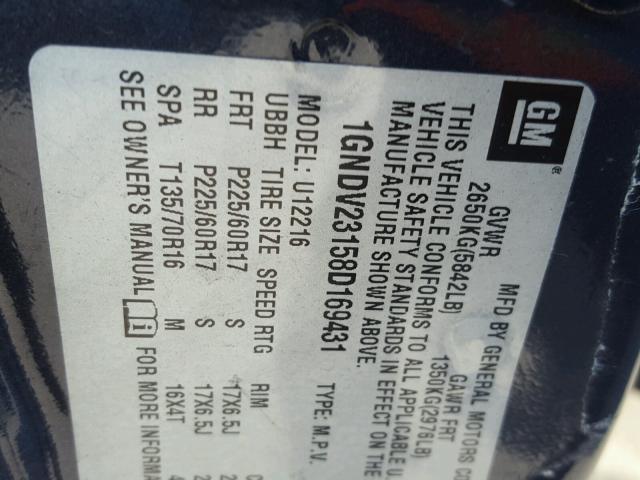 GM ®
MFD BY GENERAL MOTORS CO
GVWR GAWR FRT
2650KG(5842LB) 1350KG(2976LB)
THIS VEHICLE CONFORMS TO ALL APPLICABLE U.
VEHICLE SAFETY STANDARDS IN EFFECT ON THE
MANUFACTURE SHOWN ABOVE.
1GNDV23158D169431 TYPE: M.P.V.
MODEL: U12216
UBBH TIRE SIZE SPEED RTG RIM
FRT P225/60R17 S 17X6.5J
RR P225/60R17 S 17X6.5J
SPA T135/70R16 M 16X4T
SEE OWNER'S MANUAL FOR MORE INFORMA